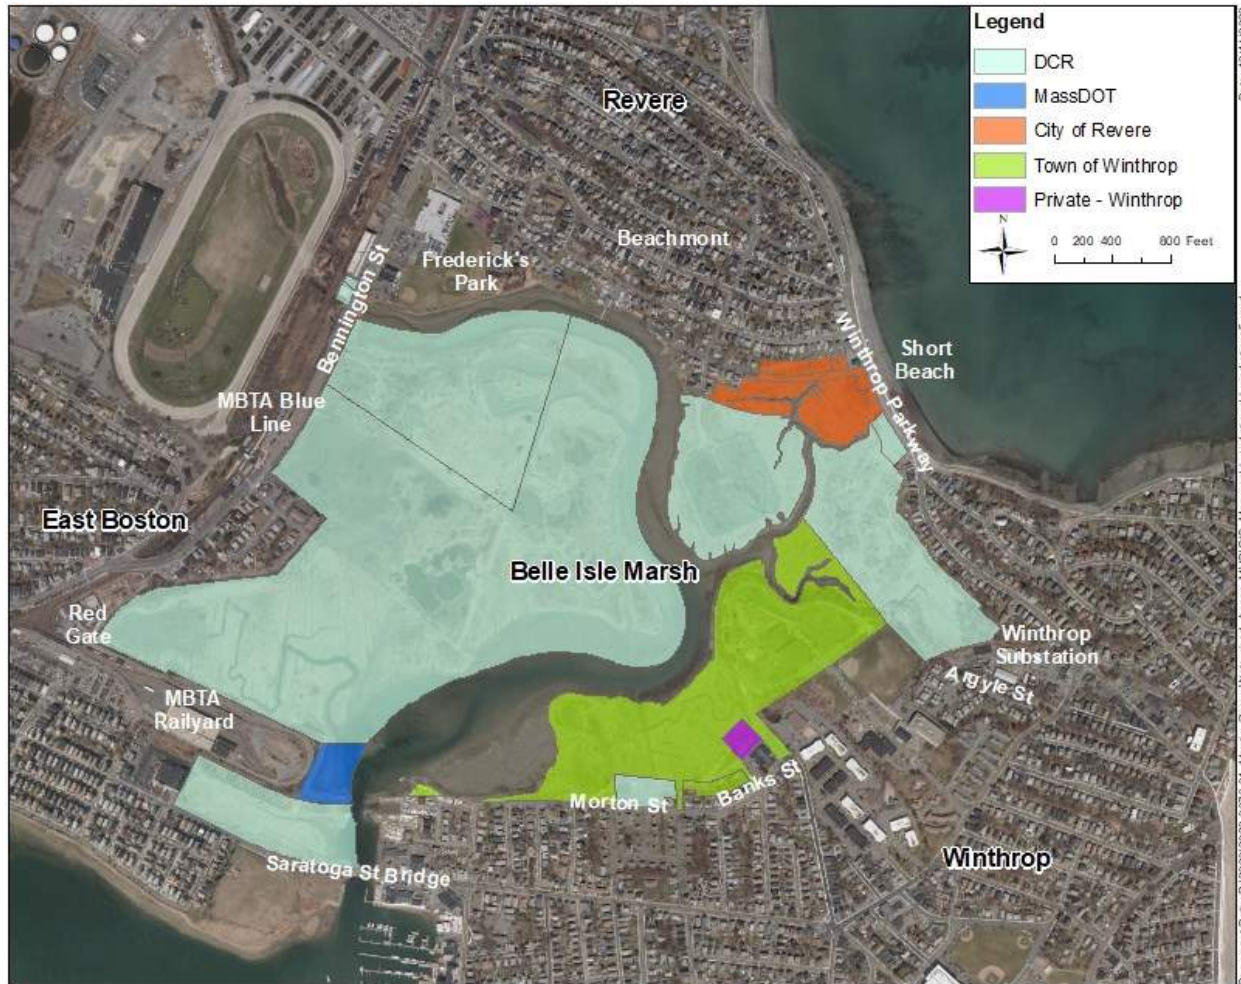 Legend
DCR
MassDOT
City of Revere
Town of Winthrop
Private - Winthrop
N
0 200 400 800 Feet
Revere
Beachmont
Frederick's
Park
Bennington St
Winthrop Parkway
Short
Beach
MBTA Blue
Line
East Boston
Belle Isle Marsh
Red
Gate
Winthrop
Substation
Argyle St
MBTA
Railyard
Banks St
Morton St
Saratoga St Bridge
Winthrop